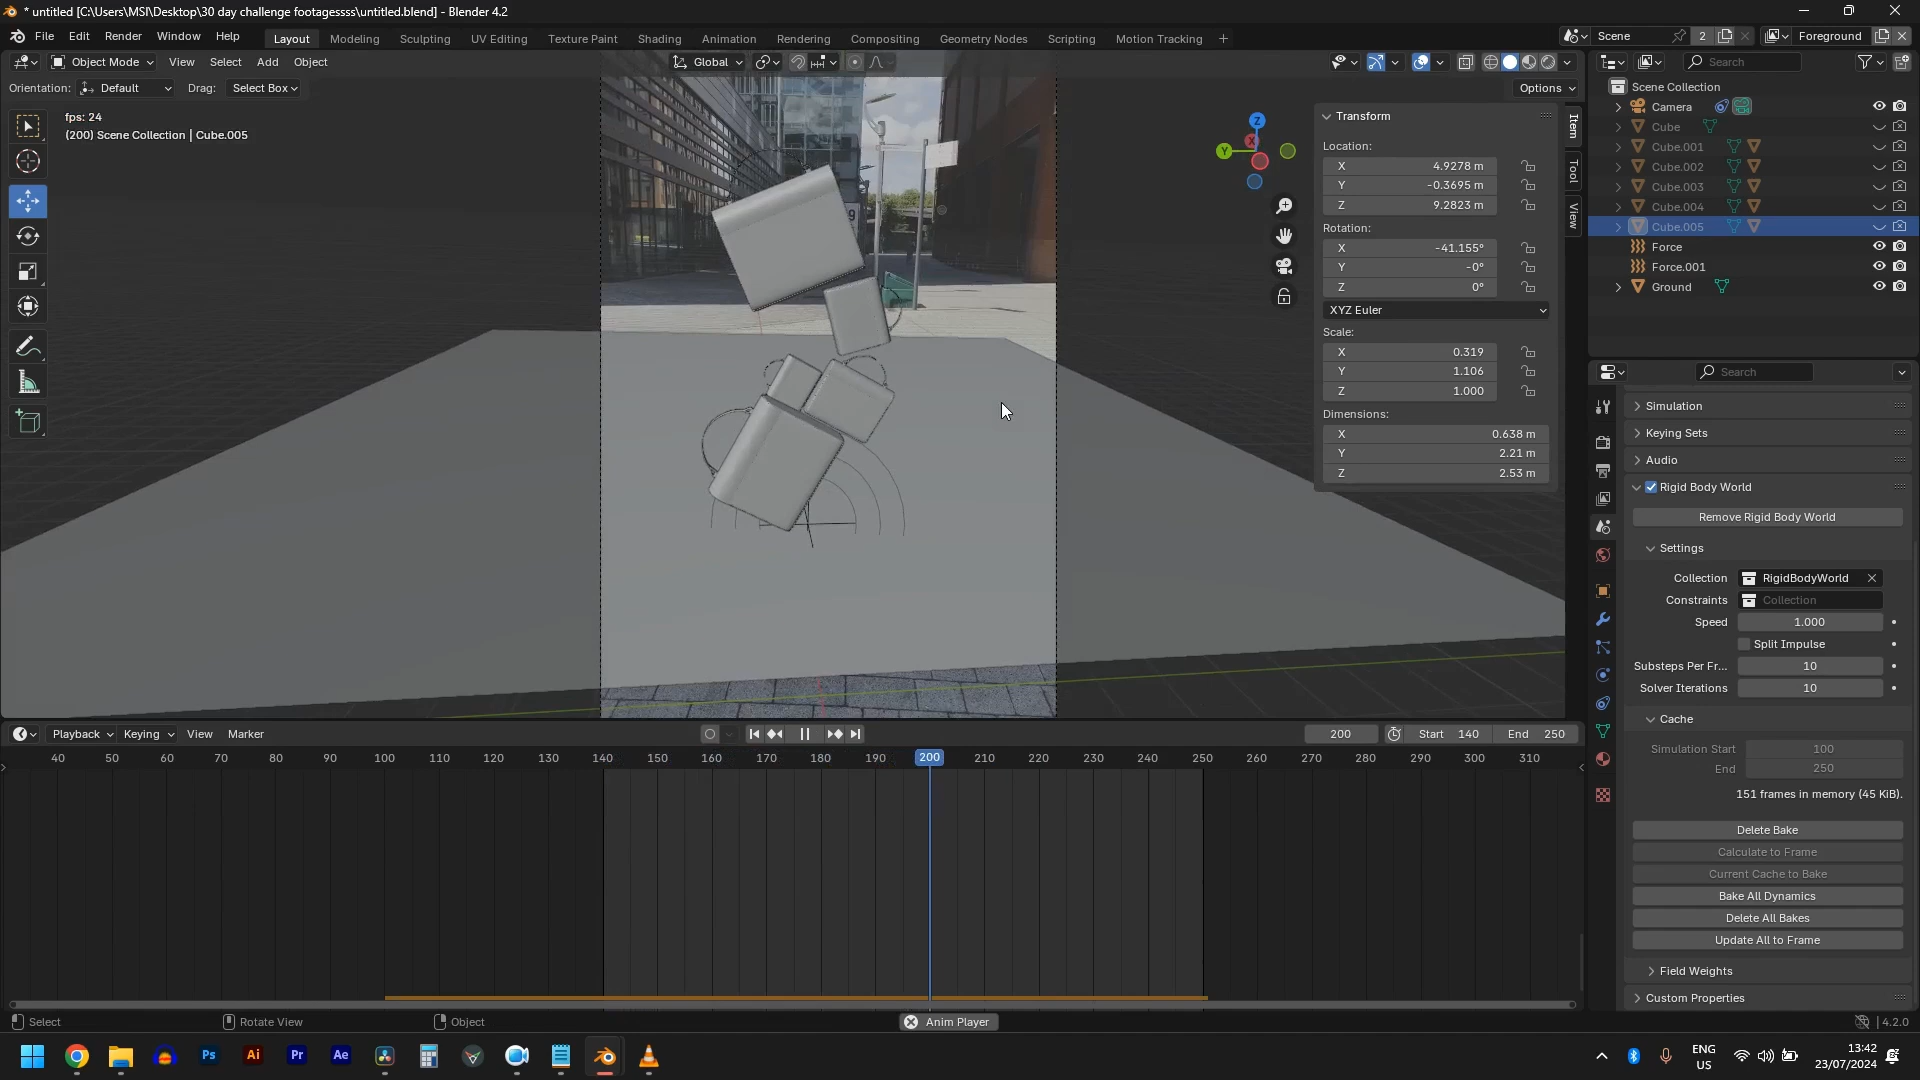 * untitled [C:\Users\MSI\Desktop\30 day challenge footagessss\untitled.blend] - Blender 4.2
File Edit Render Window Help
Layout Modeling Sculpting UV Editing Texture Paint Shading Animation Rendering Compositing Geometry Nodes Scripting Motion Tracking +
Scene 2 Foreground
Object Mode View Select Add Object
Global
Orientation: Default Drag: Select Box
Options
fps: 24
(200) Scene Collection | Cube.005
Z
X
Y
Item
Tool
View
Transform
Location:
X 4.9278 m
Y -0.3695 m
Z 9.2823 m
Rotation:
X -41.155°
Y -0°
Z 0°
XYZ Euler
Scale:
X 0.319
Y 1.106
Z 1.000
Dimensions:
X 0.638 m
Y 2.21 m
Z 2.53 m
Search
Scene Collection
Camera
Cube
Cube.001
Cube.002
Cube.003
Cube.004
Cube.005
Force
Force.001
Ground
Search
Simulation
Keying Sets
Audio
Rigid Body World
Remove Rigid Body World
Settings
Collection RigidBodyWorld
Constraints Collection
Speed 1.000
Split Impulse
Substeps Per Fr... 10
Solver Iterations 10
Cache
Simulation Start 100
End 250
151 frames in memory (45 KiB).
Delete Bake
Calculate to Frame
Current Cache to Bake
Bake All Dynamics
Delete All Bakes
Update All to Frame
Field Weights
Custom Properties
Playback Keying View Marker
200 Start 140 End 250
40 50 60 70 80 90 100 110 120 130 140 150 160 170 180 190 200 210 220 230 240 250 260 270 280 290 300 310
Select Rotate View Object Anim Player 4.2.0
Ps Ai Pr Ae
ENG
US
13:42
23/07/2024